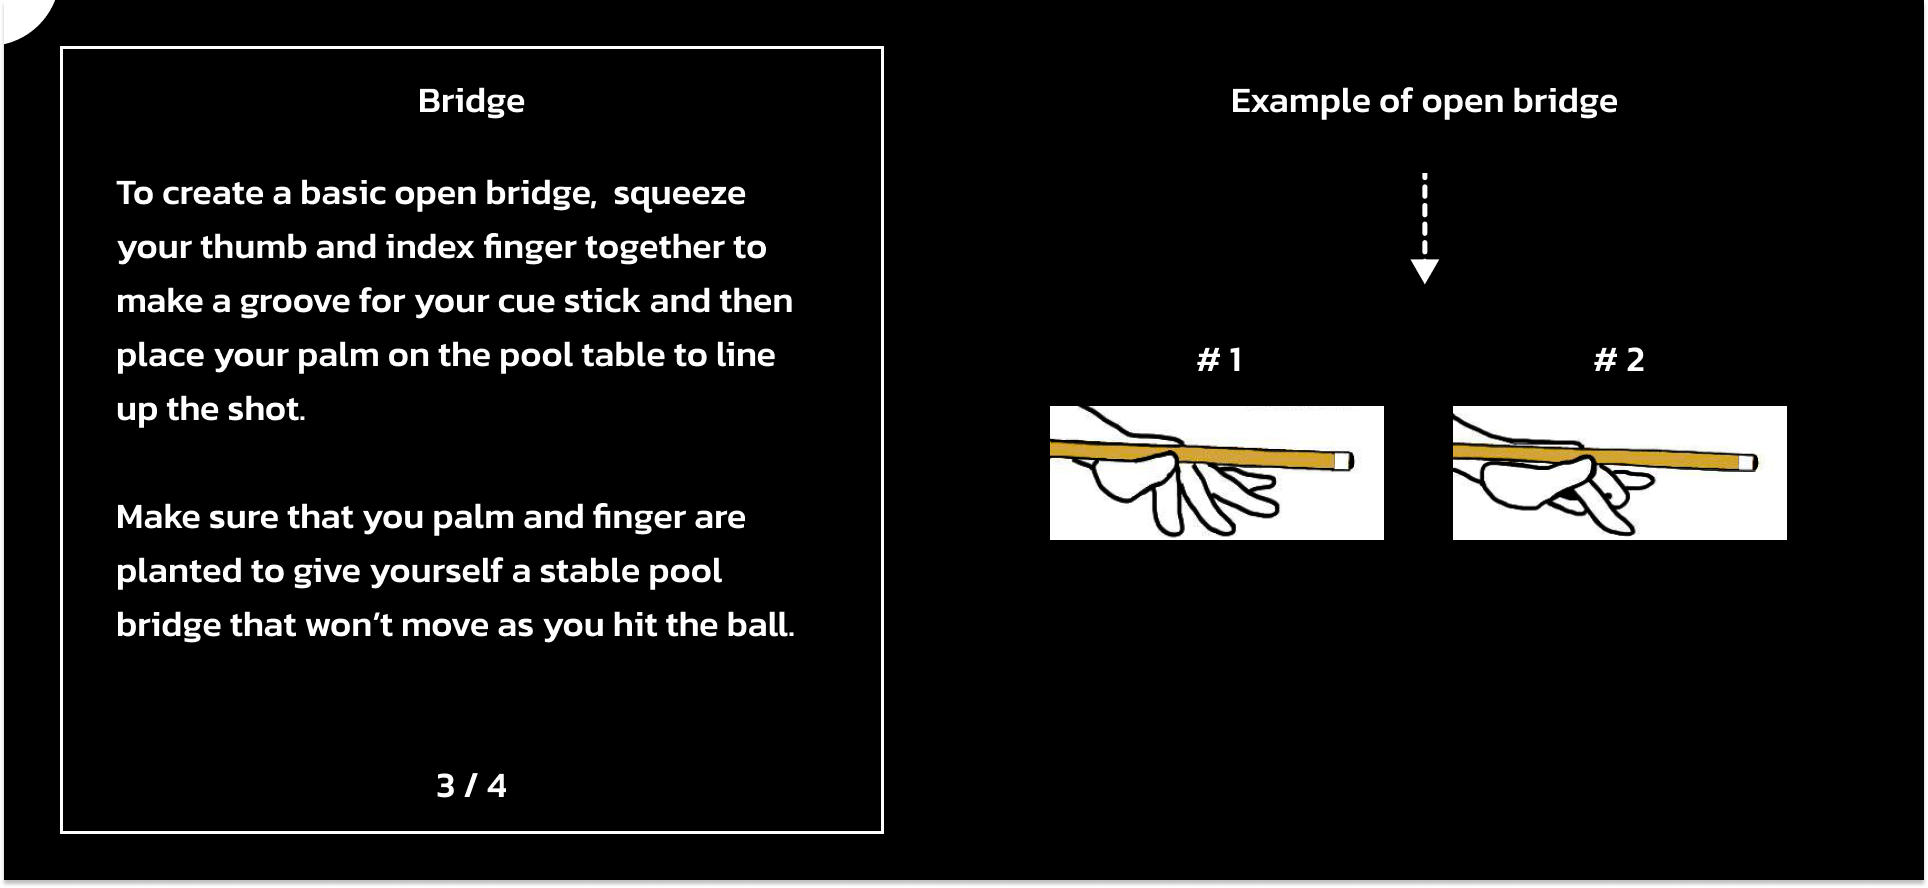 Bridge
To create a basic open bridge,  squeeze
your thumb and index finger together to
make a groove for your cue stick and then
place your palm on the pool table to line
up the shot.
Make sure that you palm and finger are
planted to give yourself a stable pool
bridge that won’t move as you hit the ball.
3 / 4
Example of open bridge
# 1
# 2